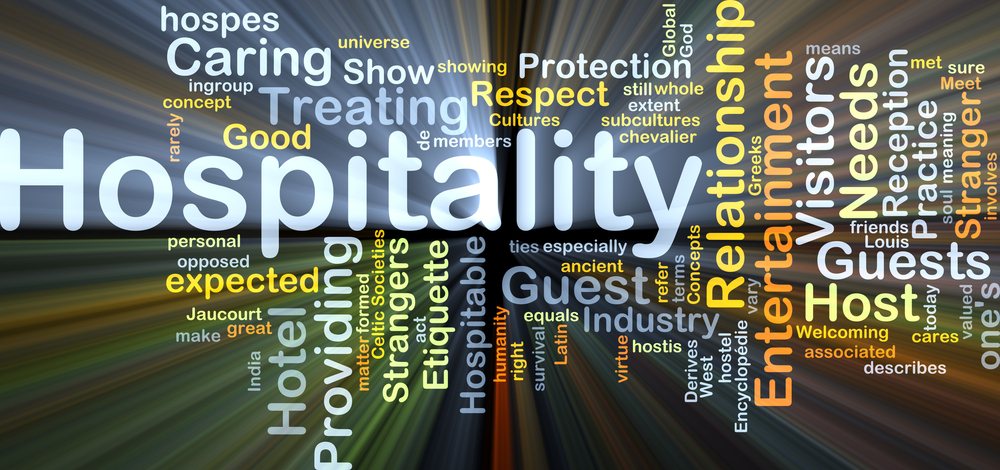 hospes
Caring
universe
ingroup
concept
Show
showing
Protection
Global
God
Treating
Respect
still whole
extent
Cultures
subcultures
chevalier
rarely
Good
de
members
Hospitality
Relationship
Greeks
Entertainment
means
Visitors
Needs
Reception
met
sure
Meet
Practice
soul meaning
Stranger
involves
friends
Louis
Guests
personal
opposed
expected
Jaucourt
make
great
India
Hotel
Providing
matter formed
Celtic Societies
Strangers
act
Etiquette
Hospitable
ties especially
ancient
Guest
refer
terms
Concepts
vary
humanity
right
equals
survival
Latin
Industry
virtue
hostis
Derives
West
hostel
Encyclopédie
Host
today
valued
one's
Welcoming
cares
associated
describes